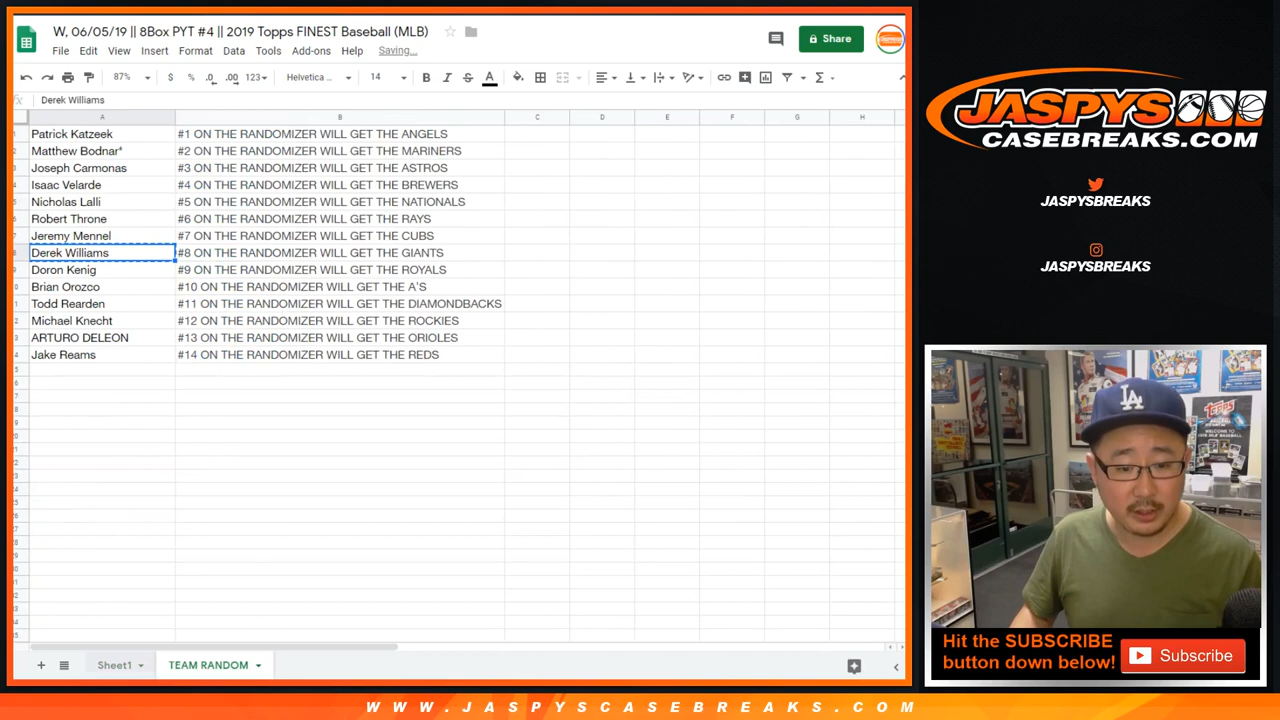 W, 06/05/19 || 8Box PYT #4 || 2019 Topps FINEST Baseball (MLB)
File Edit View Insert Format Data Tools Add-ons Help Saving...
Share
87% $ % .0 .00 123 Helvetica ... 14 B I S A
fx Derek Williams
A B C D E F G H
Patrick Katzeek #1 ON THE RANDOMIZER WILL GET THE ANGELS
Matthew Bodnar* #2 ON THE RANDOMIZER WILL GET THE MARINERS
Joseph Carmonas #3 ON THE RANDOMIZER WILL GET THE ASTROS
Isaac Velarde #4 ON THE RANDOMIZER WILL GET THE BREWERS
Nicholas Lalli #5 ON THE RANDOMIZER WILL GET THE NATIONALS
Robert Throne #6 ON THE RANDOMIZER WILL GET THE RAYS
Jeremy Mennel #7 ON THE RANDOMIZER WILL GET THE CUBS
Derek Williams #8 ON THE RANDOMIZER WILL GET THE GIANTS
Doron Kenig #9 ON THE RANDOMIZER WILL GET THE ROYALS
Brian Orozco #10 ON THE RANDOMIZER WILL GET THE A'S
Todd Rearden #11 ON THE RANDOMIZER WILL GET THE DIAMONDBACKS
Michael Knecht #12 ON THE RANDOMIZER WILL GET THE ROCKIES
ARTURO DELEON #13 ON THE RANDOMIZER WILL GET THE ORIOLES
Jake Reams #14 ON THE RANDOMIZER WILL GET THE REDS
Sheet1 TEAM RANDOM
JASPYS
CASEBREAKS.COM
JASPYSBREAKS
JASPYSBREAKS
LA
TOPPS
Hit the SUBSCRIBE
button down below!
Subscribe
WWW.JASPYSCASEBREAKS.COM